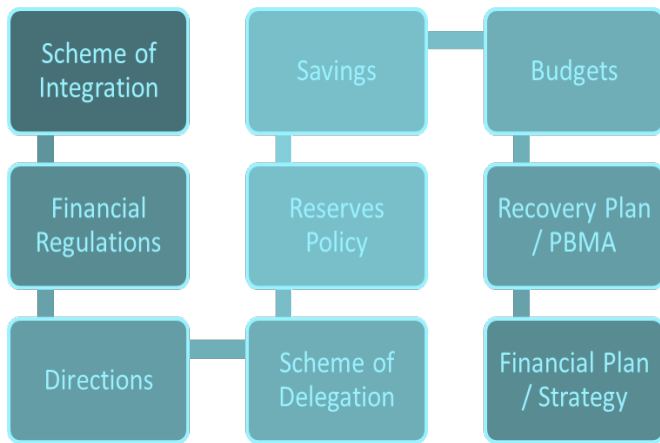 Scheme of
Integration
Financial
Regulations
Directions
Scheme of
Delegation
Reserves
Policy
Savings
Budgets
Recovery Plan
/ PBMA
Financial Plan
/ Strategy